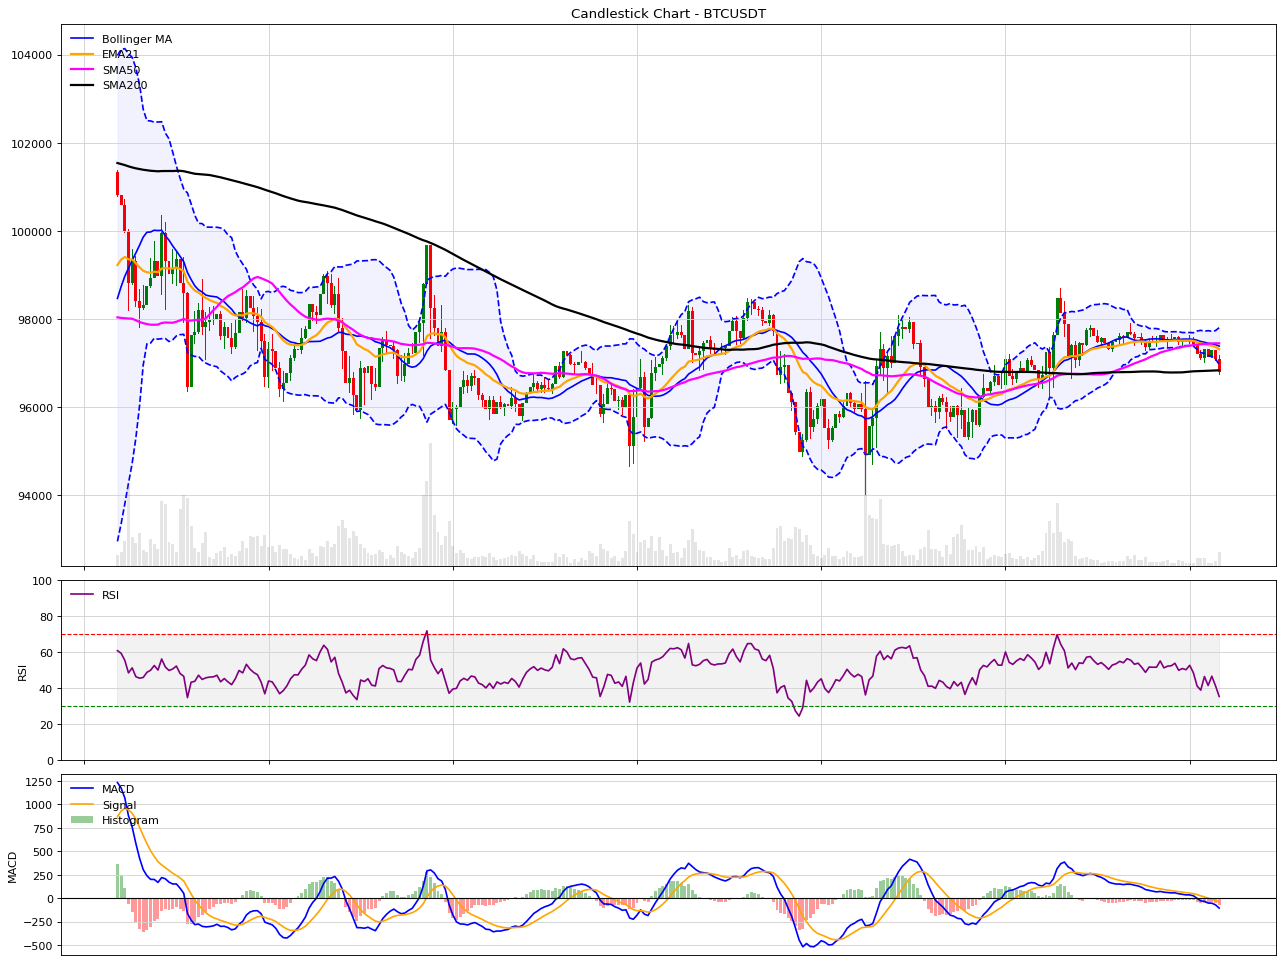 Candlestick Chart - BTCUSDT
Bollinger MA
EMA21
SMA50
SMA200
104000
102000
100000
98000
96000
94000
RSI
100
80
60
40
20
0
RSI
MACD
Signal
Histogram
1250
1000
750
500
250
0
−250
−500
MACD